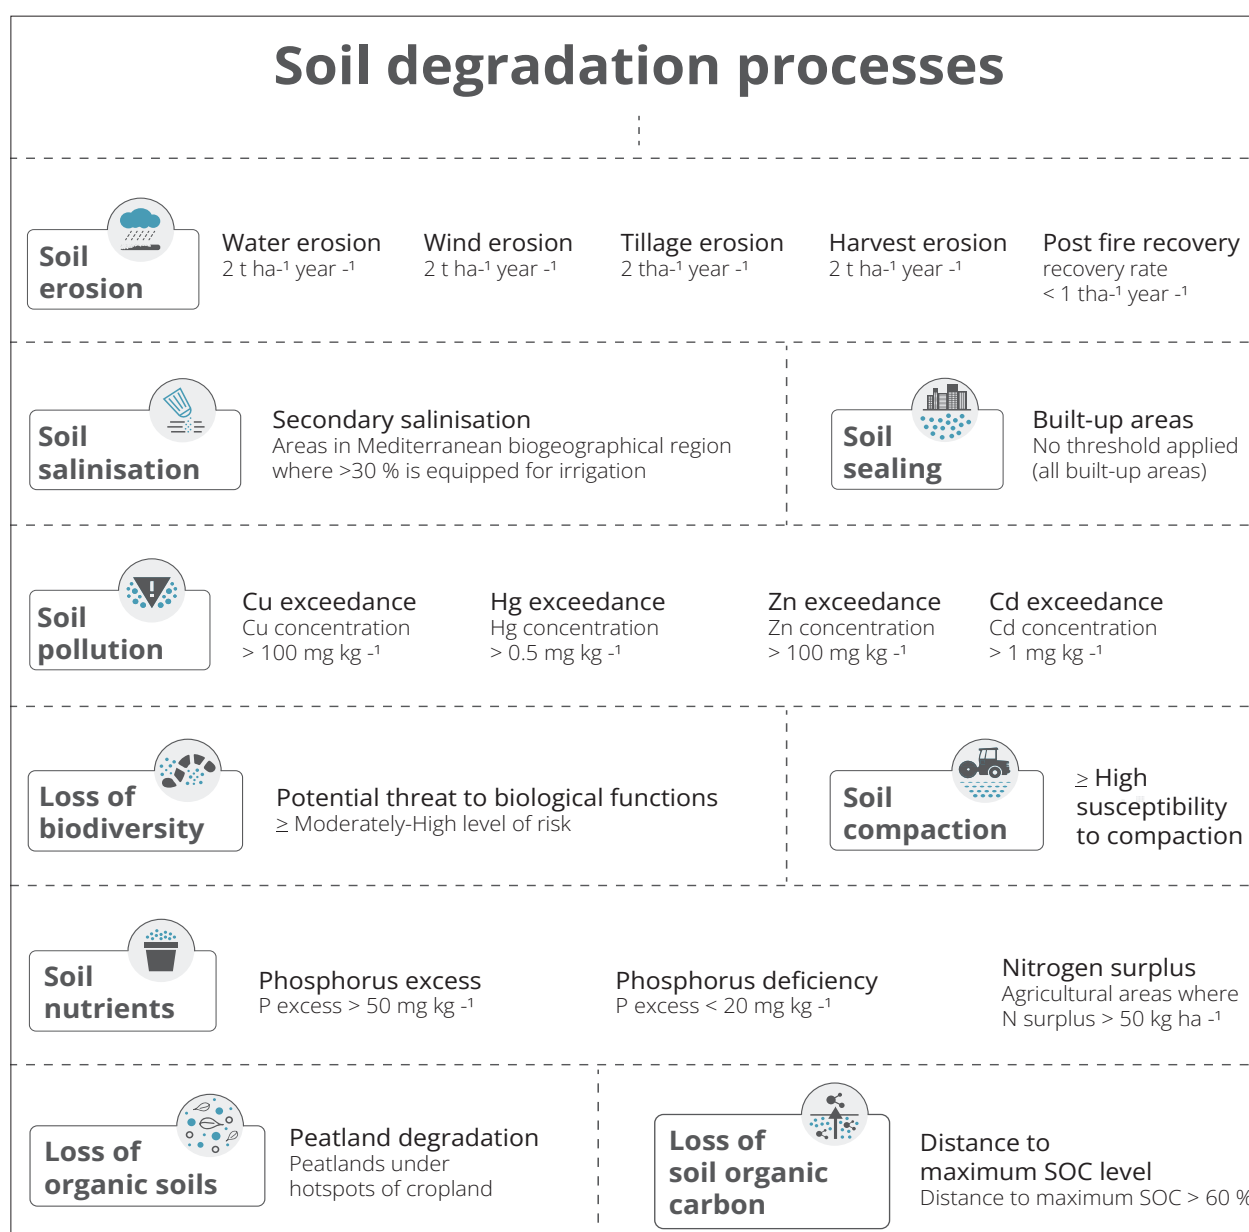 Soil degradation processes
Soil
erosion
Water erosion
2 t ha-¹ year -¹
Wind erosion
2 t ha-¹ year -¹
Tillage erosion
2 tha-¹ year -¹
Harvest erosion
2 t ha-¹ year -¹
Post fire recovery
recovery rate
< 1 tha-¹ year -¹
Soil
salinisation
Secondary salinisation
Areas in Mediterranean biogeographical region
where >30 % is equipped for irrigation
Soil
sealing
Built-up areas
No threshold applied
(all built-up areas)
Soil
pollution
Cu exceedance
Cu concentration
> 100 mg kg -¹
Hg exceedance
Hg concentration
> 0.5 mg kg -¹
Zn exceedance
Zn concentration
> 100 mg kg -¹
Cd exceedance
Cd concentration
> 1 mg kg -¹
Loss of
biodiversity
Potential threat to biological functions
≥ Moderately-High level of risk
Soil
compaction
≥ High
susceptibility
to compaction
Soil
nutrients
Phosphorus excess
P excess > 50 mg kg -¹
Phosphorus deficiency
P excess < 20 mg kg -¹
Nitrogen surplus
Agricultural areas where
N surplus > 50 kg ha -¹
Loss of
organic soils
Peatland degradation
Peatlands under
hotspots of cropland
Loss of
soil organic
carbon
Distance to
maximum SOC level
Distance to maximum SOC > 60 %